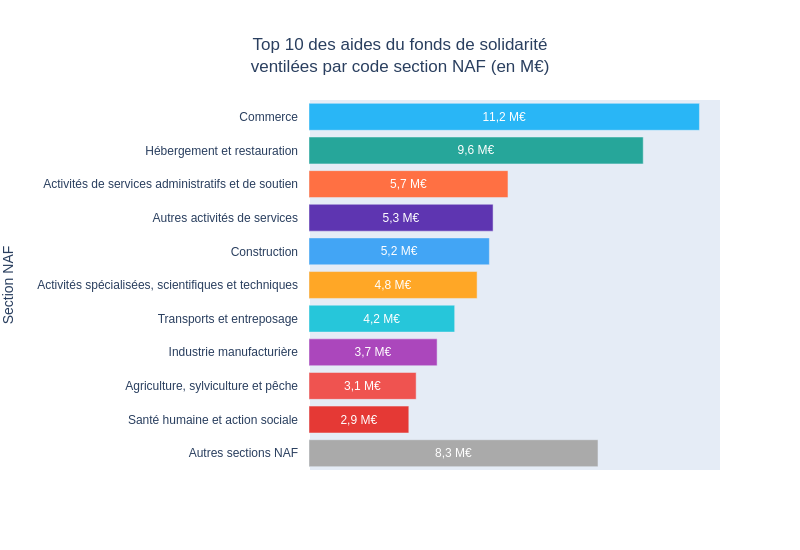 Top 10 des aides du fonds de solidarité
ventilées par code section NAF (en M€)
Section NAF
Commerce 11,2 M€
Hébergement et restauration 9,6 M€
Activités de services administratifs et de soutien 5,7 M€
Autres activités de services 5,3 M€
Construction 5,2 M€
Activités spécialisées, scientifiques et techniques 4,8 M€
Transports et entreposage 4,2 M€
Industrie manufacturière 3,7 M€
Agriculture, sylviculture et pêche 3,1 M€
Santé humaine et action sociale 2,9 M€
Autres sections NAF 8,3 M€